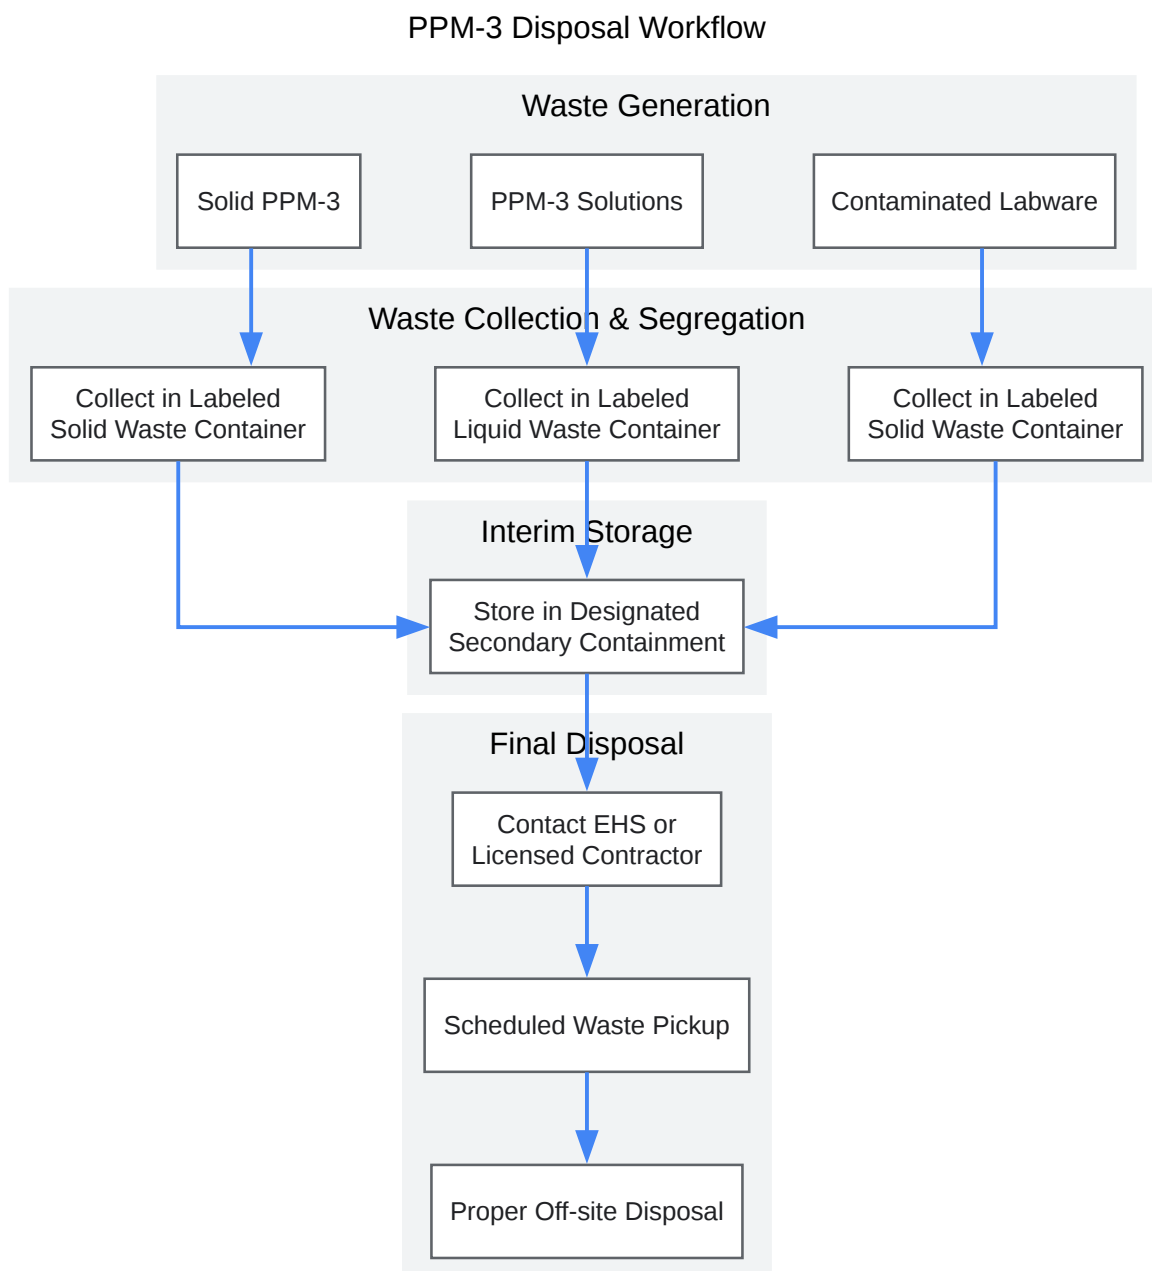 PPM-3 Disposal Workflow
Waste Generation
Solid PPM-3
PPM-3 Solutions
Contaminated Labware
Waste Collection & Segregation
Collect in Labeled
Solid Waste Container
Collect in Labeled
Liquid Waste Container
Collect in Labeled
Solid Waste Container
Interim Storage
Store in Designated
Secondary Containment
Final Disposal
Contact EHS or
Licensed Contractor
Scheduled Waste Pickup
Proper Off-site Disposal